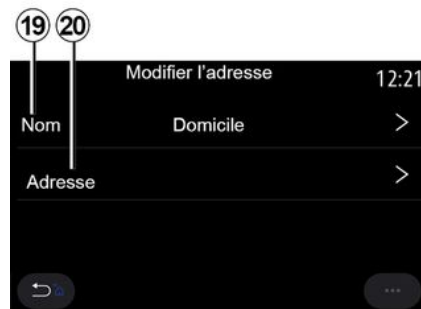 19 20
Modifier l’adresse 12:21
Nom Domicile >
Adresse >
...